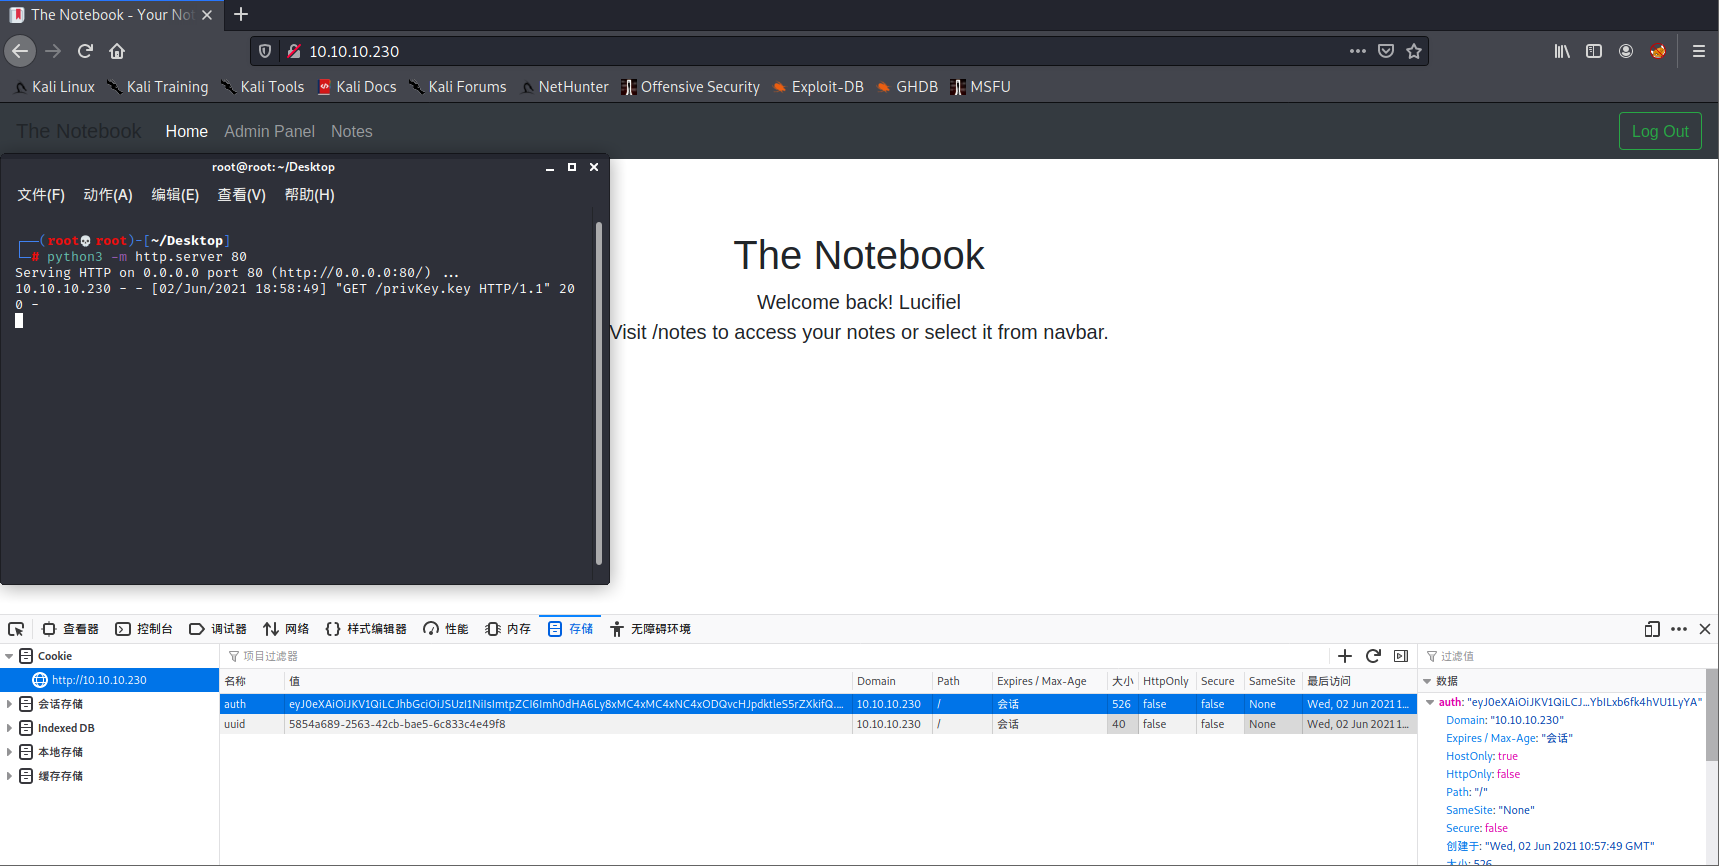 The Notebook - Your Not
10.10.10.230
Kali Linux Kali Training Kali Tools Kali Docs Kali Forums NetHunter Offensive Security Exploit-DB GHDB MSFU
The Notebook Home Admin Panel Notes Log Out
root@root: ~/Desktop
文件(F) 动作(A) 编辑(E) 查看(V) 帮助(H)
(root💀root)-[~/Desktop]
# python3 -m http.server 80
Serving HTTP on 0.0.0.0 port 80 (http://0.0.0.0:80/) ...
10.10.10.230 - - [02/Jun/2021 18:58:49] "GET /privKey.key HTTP/1.1" 20
0 -
The Notebook
Welcome back! Lucifiel
Visit /notes to access your notes or select it from navbar.
查看器 控制台 调试器 网络 样式编辑器 性能 内存 存储 无障碍环境
Cookie
http://10.10.10.230
会话存储
Indexed DB
本地存储
缓存存储
项目过滤器
名称 值 Domain Path Expires / Max-Age 大小 HttpOnly Secure SameSite 最后访问
auth eyJ0eXAiOiJKV1QiLCJhbGciOiJSUzI1NiIsImtpZCI6Imh0dHA6Ly8xMC4xMC4xNC4xODQvcHJpdktleS5rZXkifQ.… 10.10.10.230 / 会话 526 false false None Wed, 02 Jun 2021 1…
uuid 5854a689-2563-42cb-bae5-6c833c4e49f8 10.10.10.230 / 会话 40 false false None Wed, 02 Jun 2021 1…
过滤值
数据
auth: "eyJ0eXAiOiJKV1QiLCJ…YbILxb6fk4hVU1LyYA"
Domain: "10.10.10.230"
Expires / Max-Age: "会话"
HostOnly: true
HttpOnly: false
Path: "/"
SameSite: "None"
Secure: false
创建于: "Wed, 02 Jun 2021 10:57:49 GMT"
大小: 526